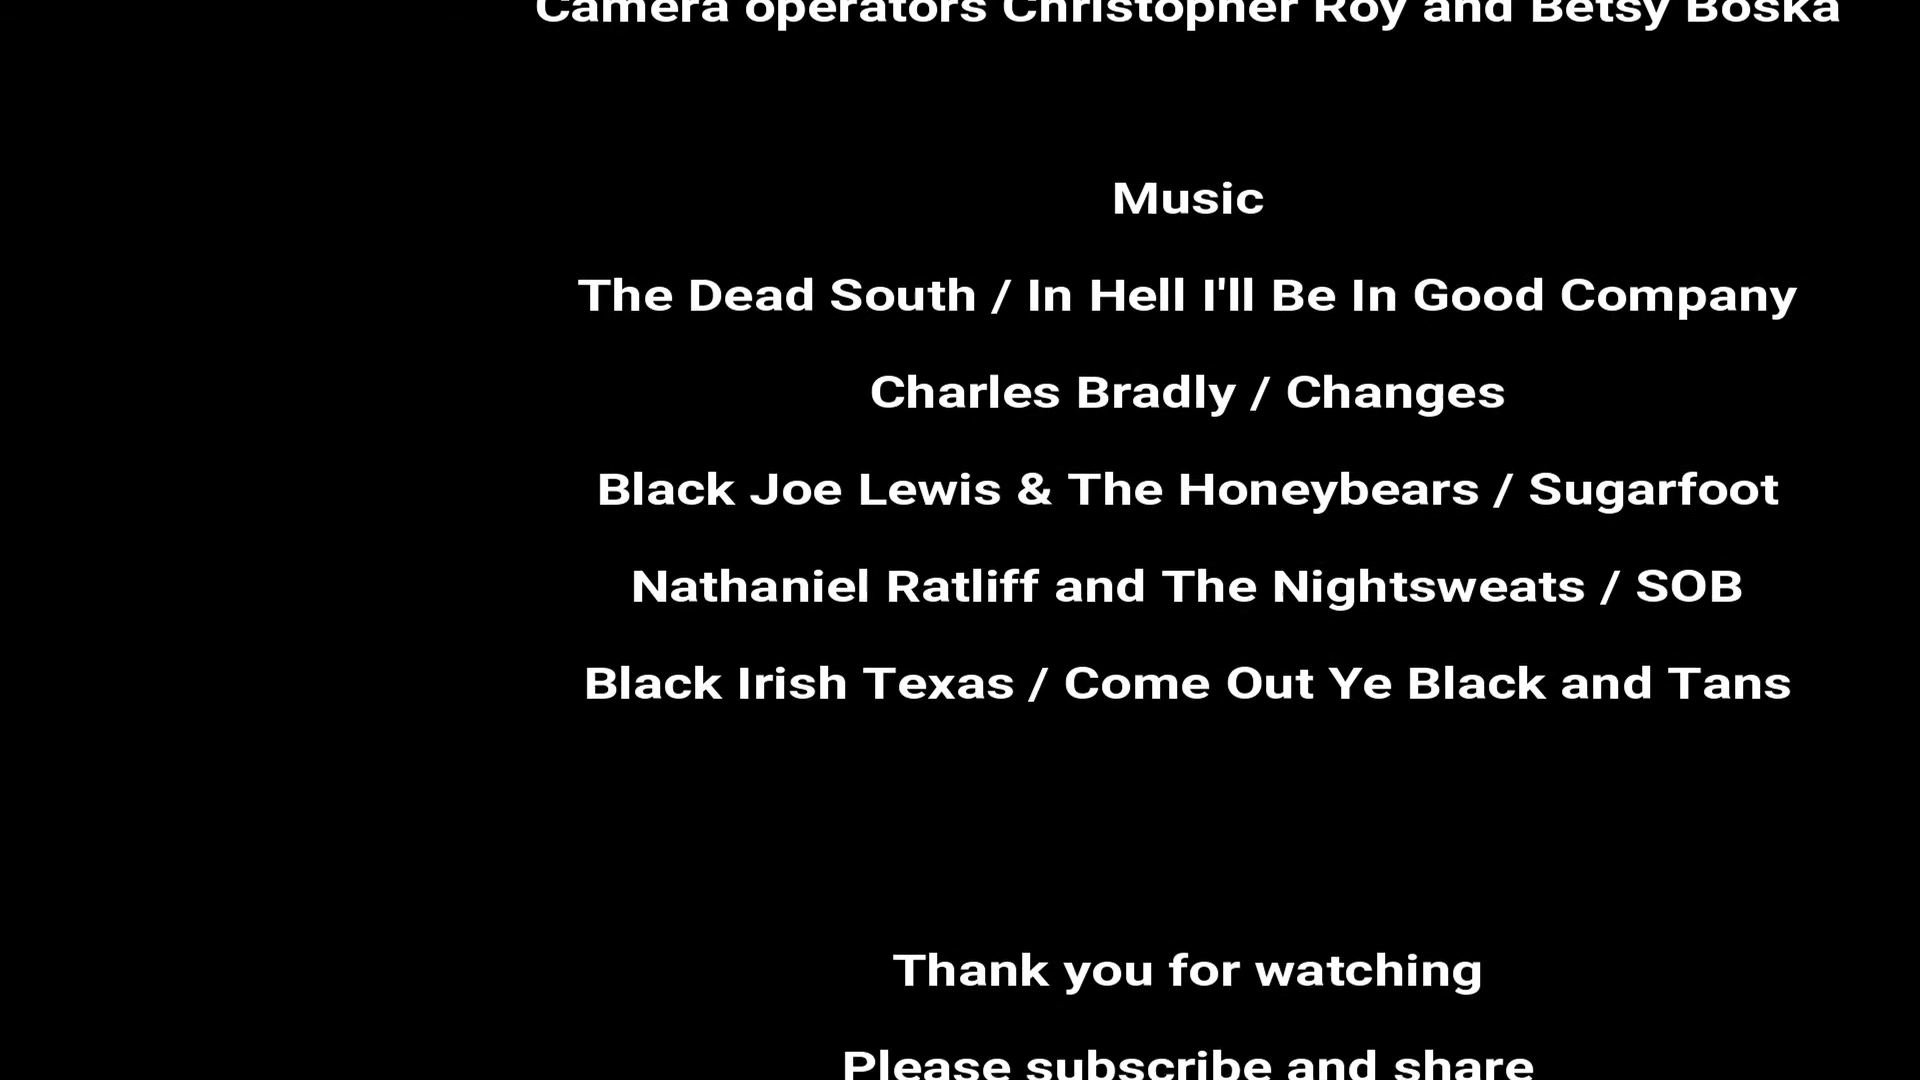 Camera operators Christopher Roy and Betsy Boska
Music
The Dead South / In Hell I'll Be In Good Company
Charles Bradly / Changes
Black Joe Lewis & The Honeybears / Sugarfoot
Nathaniel Ratliff and The Nightsweats / SOB
Black Irish Texas / Come Out Ye Black and Tans
Thank you for watching
Please subscribe and share